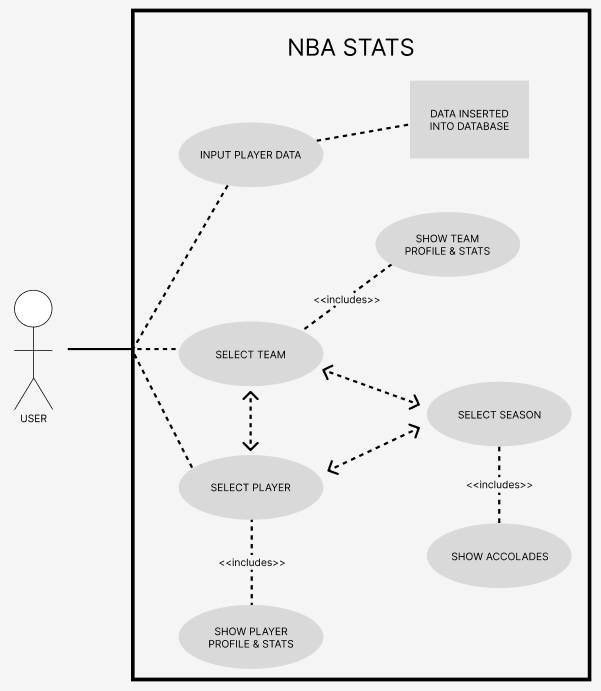 NBA STATS
DATA INSERTED
INTO DATABASE
INPUT PLAYER DATA
SHOW TEAM
PROFILE & STATS
<<includes>>
SELECT TEAM
USER
SELECT SEASON
SELECT PLAYER
<<includes>>
SHOW ACCOLADES
<<includes>>
SHOW PLAYER
PROFILE & STATS